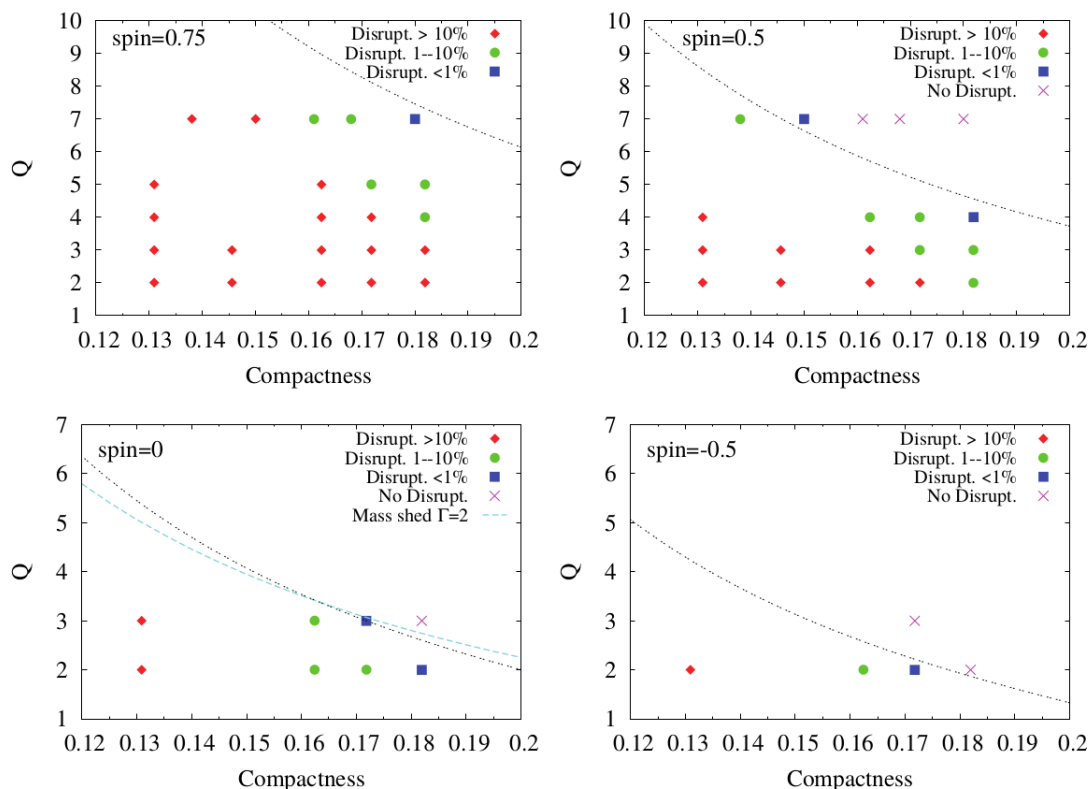 spin=0.75
Disrupt. > 10%
Disrupt. 1--10%
Disrupt. <1%
10
9
8
7
6
5
4
3
2
1
Q
0.12 0.13 0.14 0.15 0.16 0.17 0.18 0.19 0.2
Compactness
spin=0.5
Disrupt. > 10%
Disrupt. 1--10%
Disrupt. <1%
No Disrupt.
10
9
8
7
6
5
4
3
2
1
Q
0.12 0.13 0.14 0.15 0.16 0.17 0.18 0.19 0.2
Compactness
spin=0
Disrupt. >10%
Disrupt. 1--10%
Disrupt. <1%
No Disrupt.
Mass shed Γ=2
7
6
5
4
3
2
1
Q
0.12 0.13 0.14 0.15 0.16 0.17 0.18 0.19 0.2
Compactness
spin=-0.5
Disrupt. > 10%
Disrupt. 1--10%
Disrupt. <1%
No Disrupt.
7
6
5
4
3
2
1
Q
0.12 0.13 0.14 0.15 0.16 0.17 0.18 0.19 0.2
Compactness